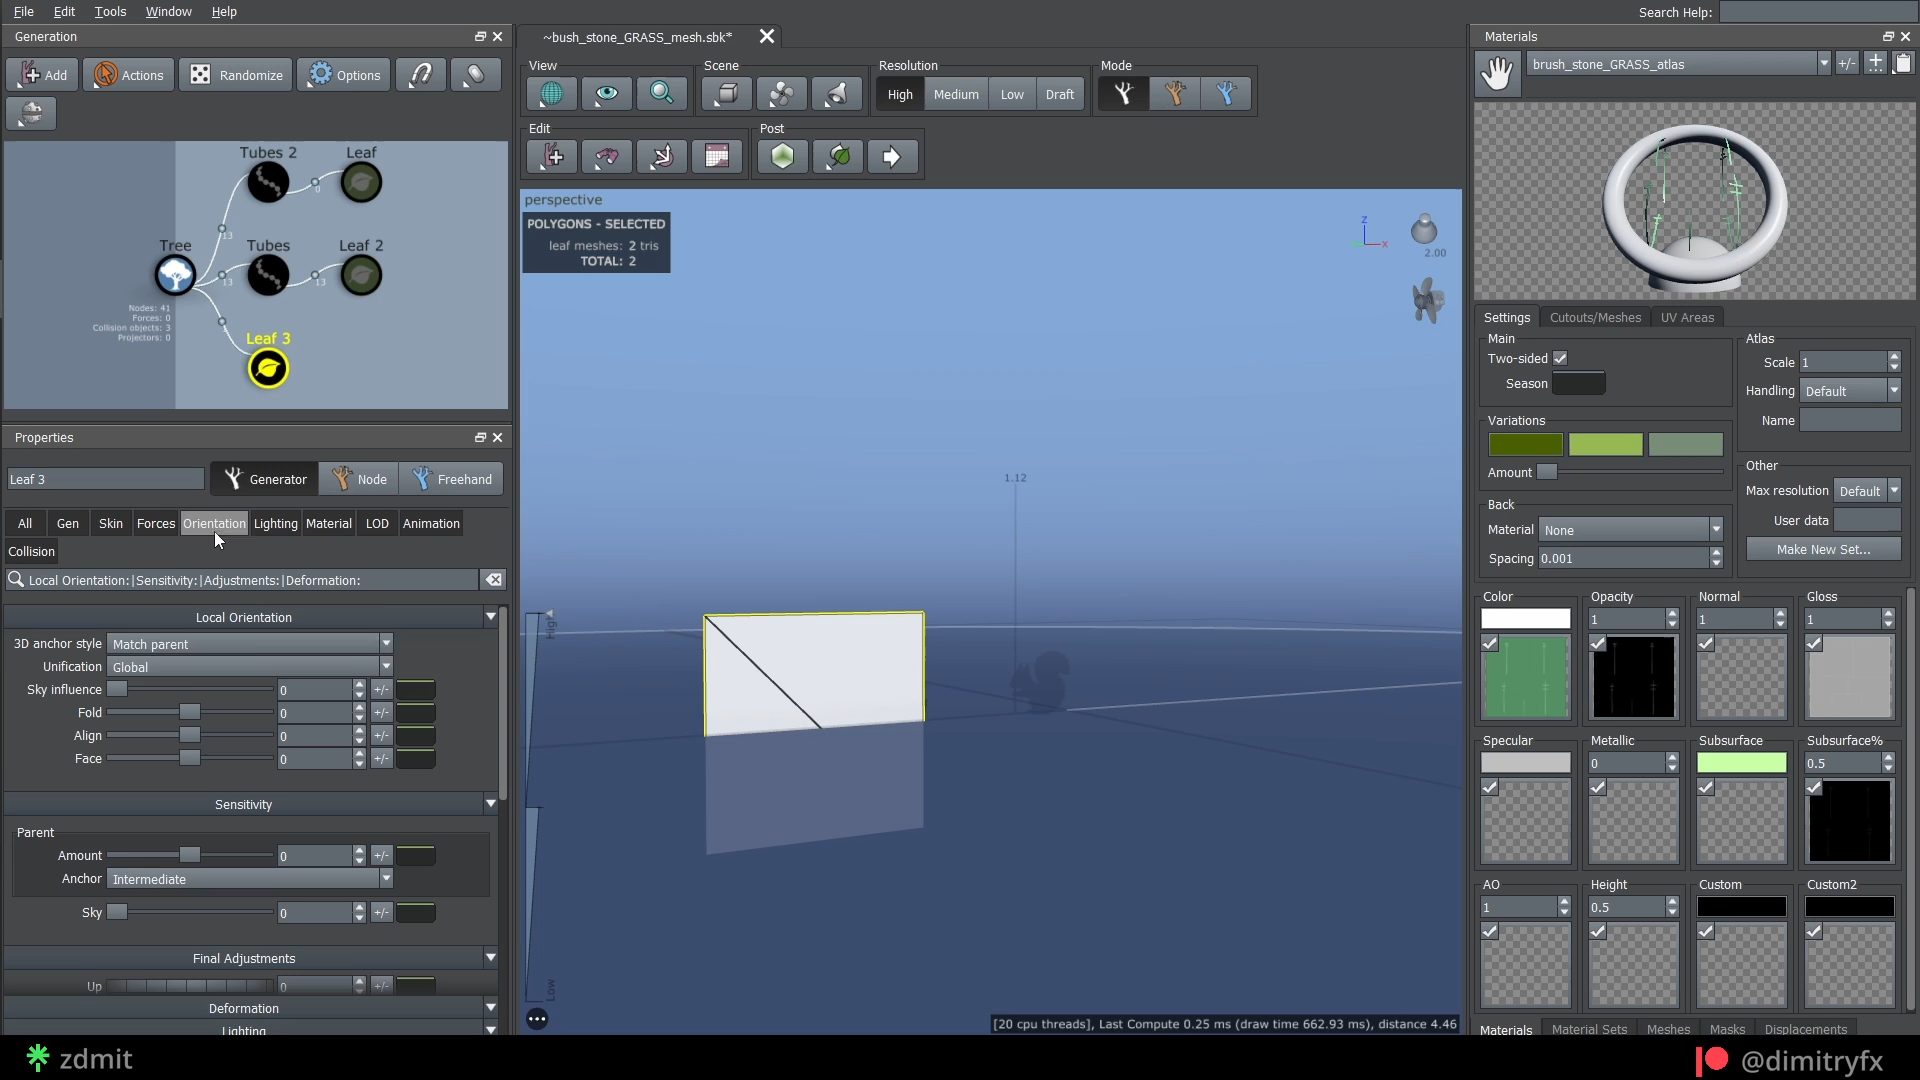 File Edit Tools Window Help
Search Help:
Generation
Add Actions Randomize Options
Tubes 2 Leaf
0
13
Tree Tubes Leaf 2
13 13
Nodes: 41
Forces: 0
Collision objects: 3
Projectors: 0
Leaf 3
Properties
Leaf 3 Generator Node Freehand
All Gen Skin Forces Orientation Lighting Material LOD Animation
Collision
Local Orientation:|Sensitivity:|Adjustments:|Deformation:
Local Orientation
3D anchor style Match parent
Unification Global
Sky influence 0 +/-
Fold 0 +/-
Align 0 +/-
Face 0 +/-
Sensitivity
Parent
Amount 0 +/-
Anchor Intermediate
Sky 0 +/-
Final Adjustments
Up 0 +/-
Deformation
Lighting
~bush_stone_GRASS_mesh.sbk*
View Scene Resolution Mode
High Medium Low Draft
Edit Post
perspective
POLYGONS - SELECTED
leaf meshes: 2 tris
TOTAL: 2
z
x
2.00
1.12
High
Low
[20 cpu threads], Last Compute 0.25 ms (draw time 662.93 ms), distance 4.46
Materials
brush_stone_GRASS_atlas +/-
Settings Cutouts/Meshes UV Areas
Main
Two-sided
Season
Variations
Amount
Back
Material None
Spacing 0.001
Atlas
Scale 1
Handling Default
Name
Other
Max resolution Default
User data
Make New Set...
Color Opacity Normal Gloss
1 1 1
Specular Metallic Subsurface Subsurface%
0 0.5
AO Height Custom Custom2
1 0.5
Materials Material Sets Meshes Masks Displacements
zdmit
@dimitryfx